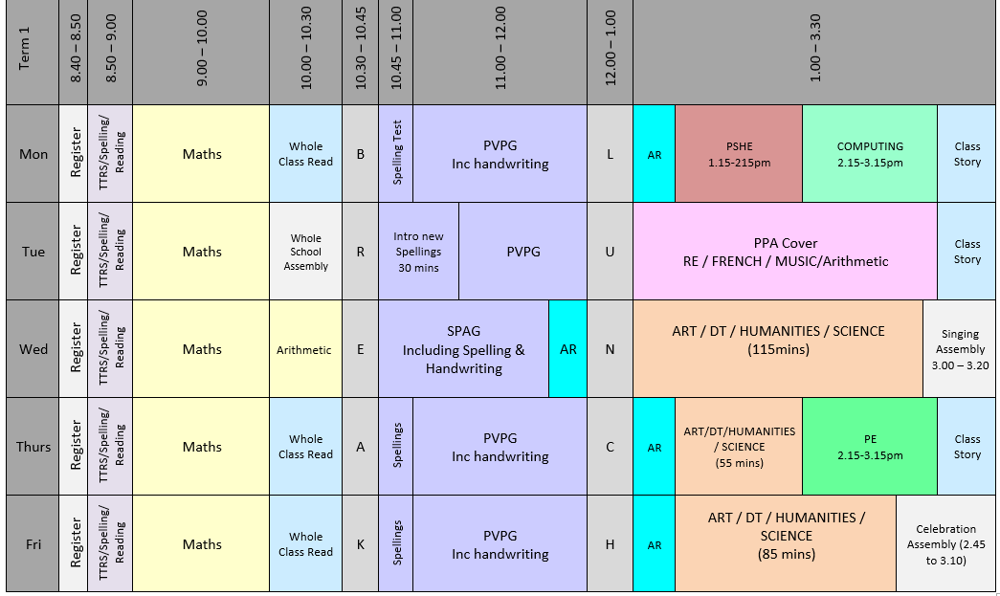 Term 1
8.40 – 8.50
8.50 – 9.00
9.00 – 10.00
10.00 – 10.30
10.30 – 10.45
10.45 – 11.00
11.00 – 12.00
12.00 – 1.00
1.00 – 3.30
Mon
Register
TTRS/Spelling/
Reading
Maths
Whole
Class Read
B
Spelling Test
PVPG
Inc handwriting
L
AR
PSHE
1.15-215pm
COMPUTING
2.15-3.15pm
Class
Story
Tue
Register
TTRS/Spelling/
Reading
Maths
Whole
School
Assembly
R
Intro new
Spellings
30 mins
PVPG
U
PPA Cover
RE / FRENCH / MUSIC/Arithmetic
Class
Story
Wed
Register
TTRS/Spelling/
Reading
Maths
Arithmetic
E
SPAG
Including Spelling &
Handwriting
AR
N
ART / DT / HUMANITIES / SCIENCE
(115mins)
Singing
Assembly
3.00 – 3.20
Thurs
Register
TTRS/Spelling/
Reading
Maths
Whole
Class Read
A
Spellings
PVPG
Inc handwriting
C
AR
ART/DT/HUMANITIES
/ SCIENCE
(55 mins)
PE
2.15-3.15pm
Class
Story
Fri
Register
TTRS/Spelling/
Reading
Maths
Whole
Class Read
K
Spellings
PVPG
Inc handwriting
H
AR
ART / DT / HUMANITIES /
SCIENCE
(85 mins)
Celebration
Assembly (2.45
to 3.10)